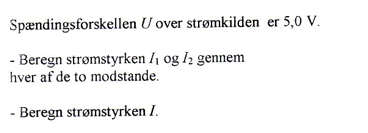 Spændingsforskellen U over strømkilden er 5,0 V.
- Beregn strømstyrken I₁ og I₂ gennem
hver af de to modstande.
- Beregn strømstyrken I.